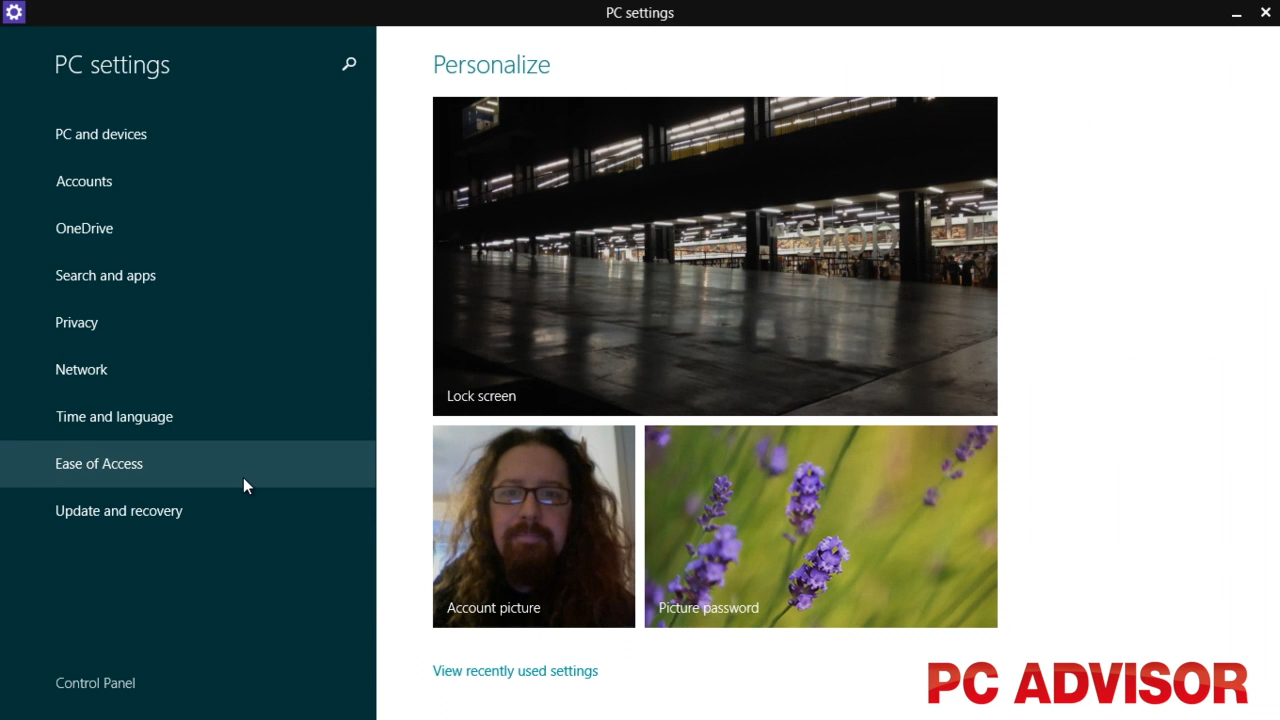 PC settings
PC settings
Personalize
PC and devices
Accounts
OneDrive
Search and apps
Privacy
Network
Time and language
Ease of Access
Update and recovery
Control Panel
Lock screen
Account picture
Picture password
View recently used settings
PC ADVISOR